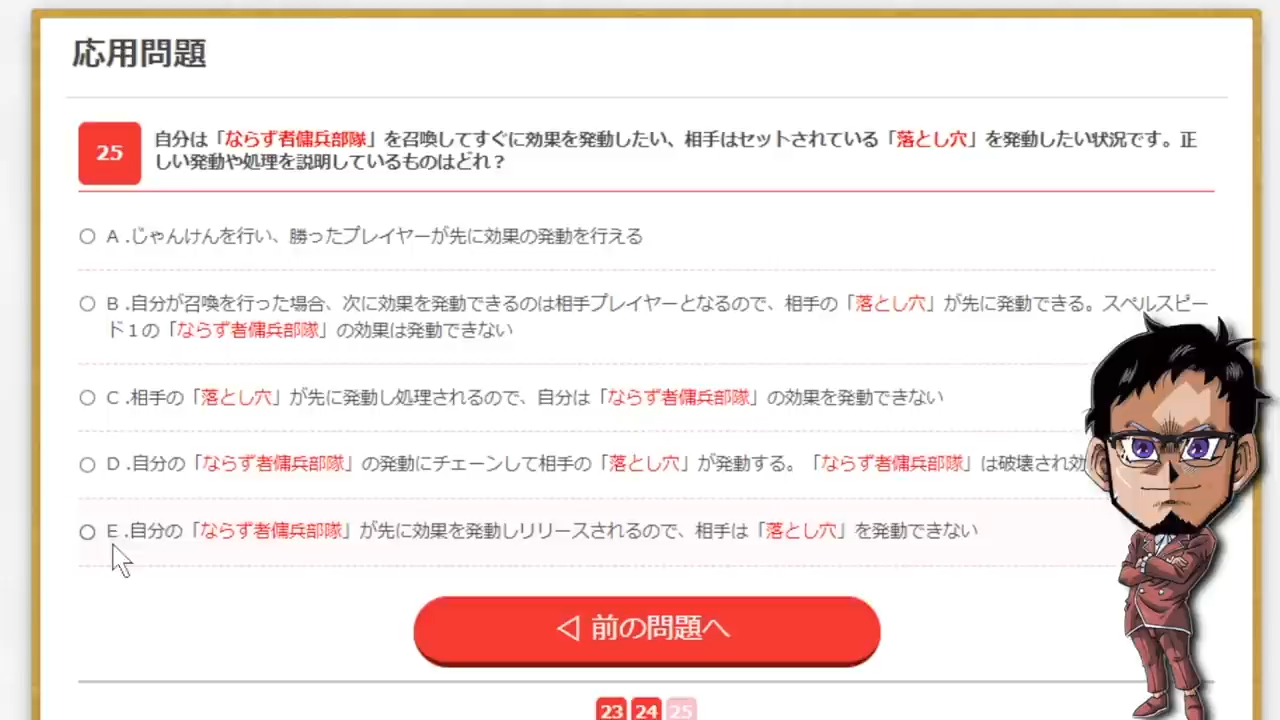 応用問題
25
自分は「ならず者傭兵部隊」を召喚してすぐに効果を発動したい、相手はセットされている「落とし穴」を発動したい状況です。正
しい発動や処理を説明しているものはどれ？
A .じゃんけんを行い、勝ったプレイヤーが先に効果の発動を行える
B .自分が召喚を行った場合、次に効果を発動できるのは相手プレイヤーとなるので、相手の「落とし穴」が先に発動できる。スペルスピー
ド１の「ならず者傭兵部隊」の効果は発動できない
C .相手の「落とし穴」が先に発動し処理されるので、自分は「ならず者傭兵部隊」の効果を発動できない
D .自分の「ならず者傭兵部隊」の発動にチェーンして相手の「落とし穴」が発動する。「ならず者傭兵部隊」は破壊され効
E .自分の「ならず者傭兵部隊」が先に効果を発動しリリースされるので、相手は「落とし穴」を発動できない
◁ 前の問題へ
23 24 25